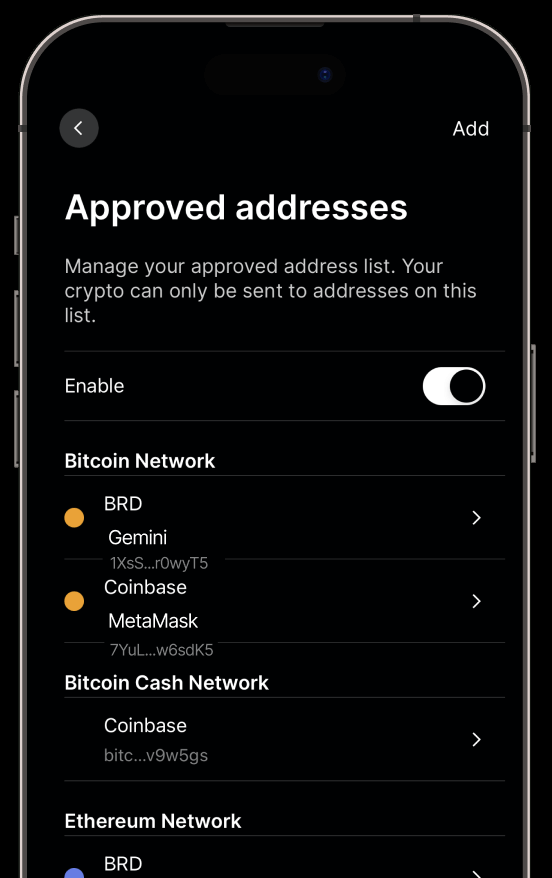 Add
Approved addresses
Manage your approved address list. Your
crypto can only be sent to addresses on this
list.
Enable
Bitcoin Network
BRD
Gemini
1XsS...r0wyT5
Coinbase
MetaMask
7YuL...w6sdK5
Bitcoin Cash Network
Coinbase
bitc...v9w5gs
Ethereum Network
BRD